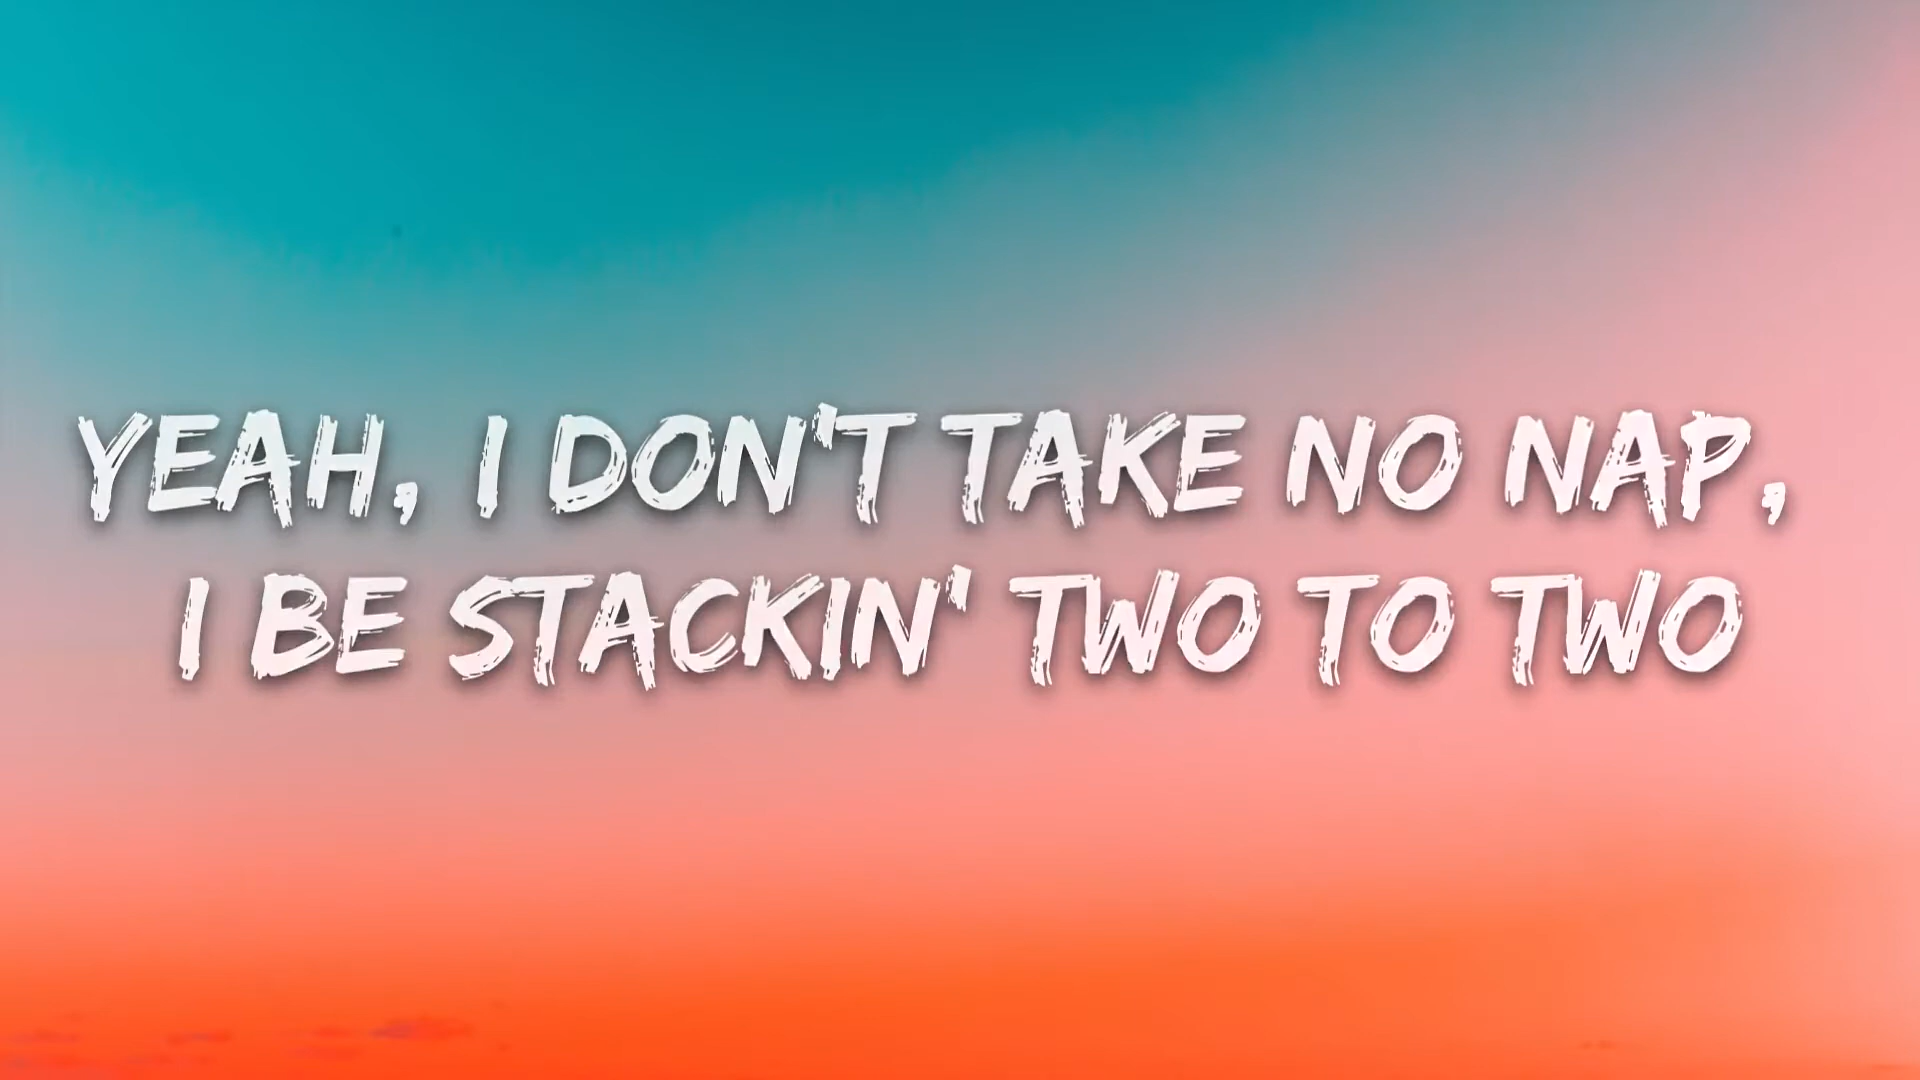 YEAH, I DON'T TAKE NO NAP,
I BE STACKIN' TWO TO TWO